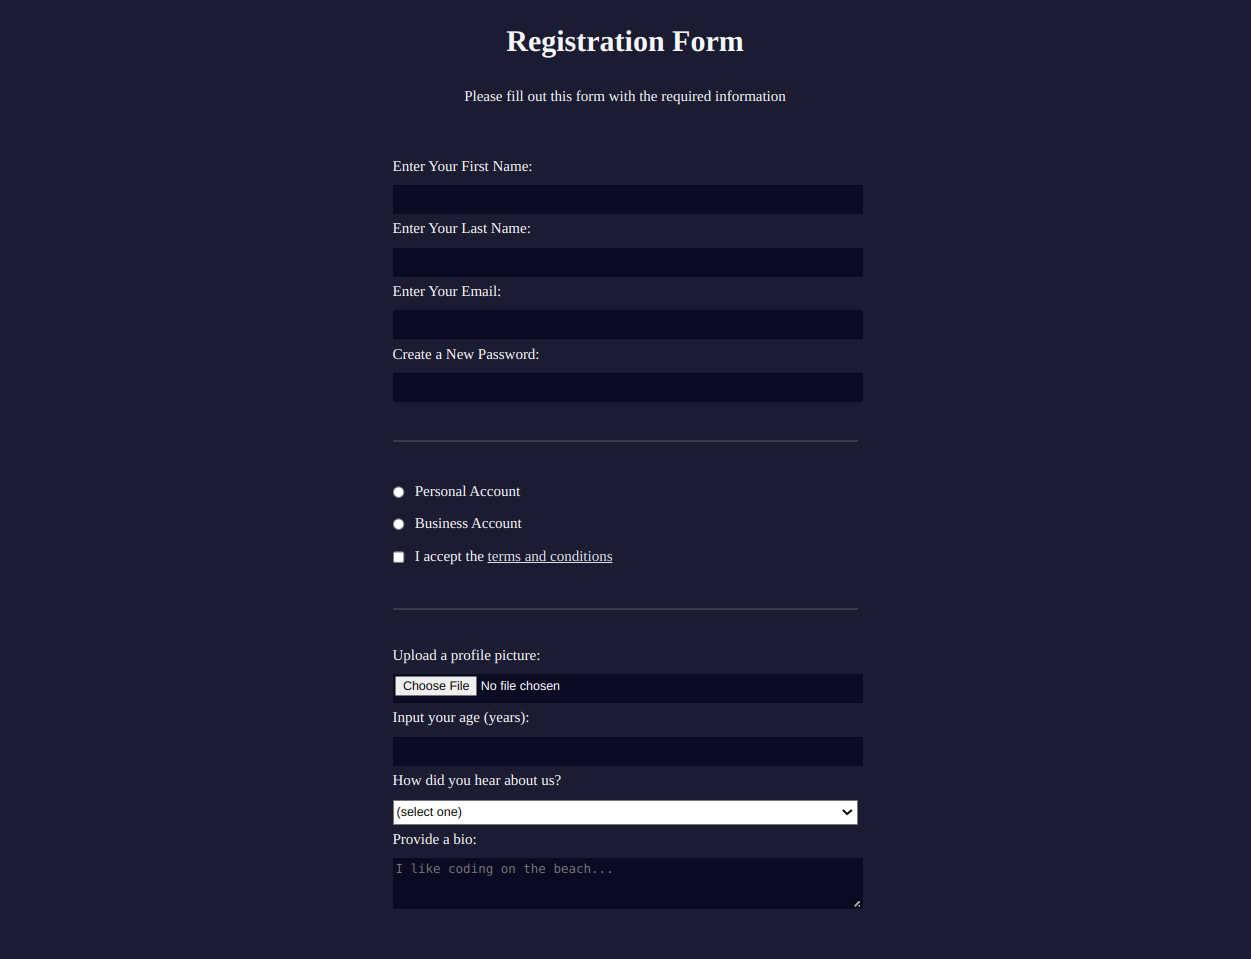 Registration Form
Please fill out this form with the required information
Enter Your First Name:
Enter Your Last Name:
Enter Your Email:
Create a New Password:
Personal Account
Business Account
I accept the terms and conditions
Upload a profile picture:
Choose File No file chosen
Input your age (years):
How did you hear about us?
(select one)
Provide a bio:
I like coding on the beach...